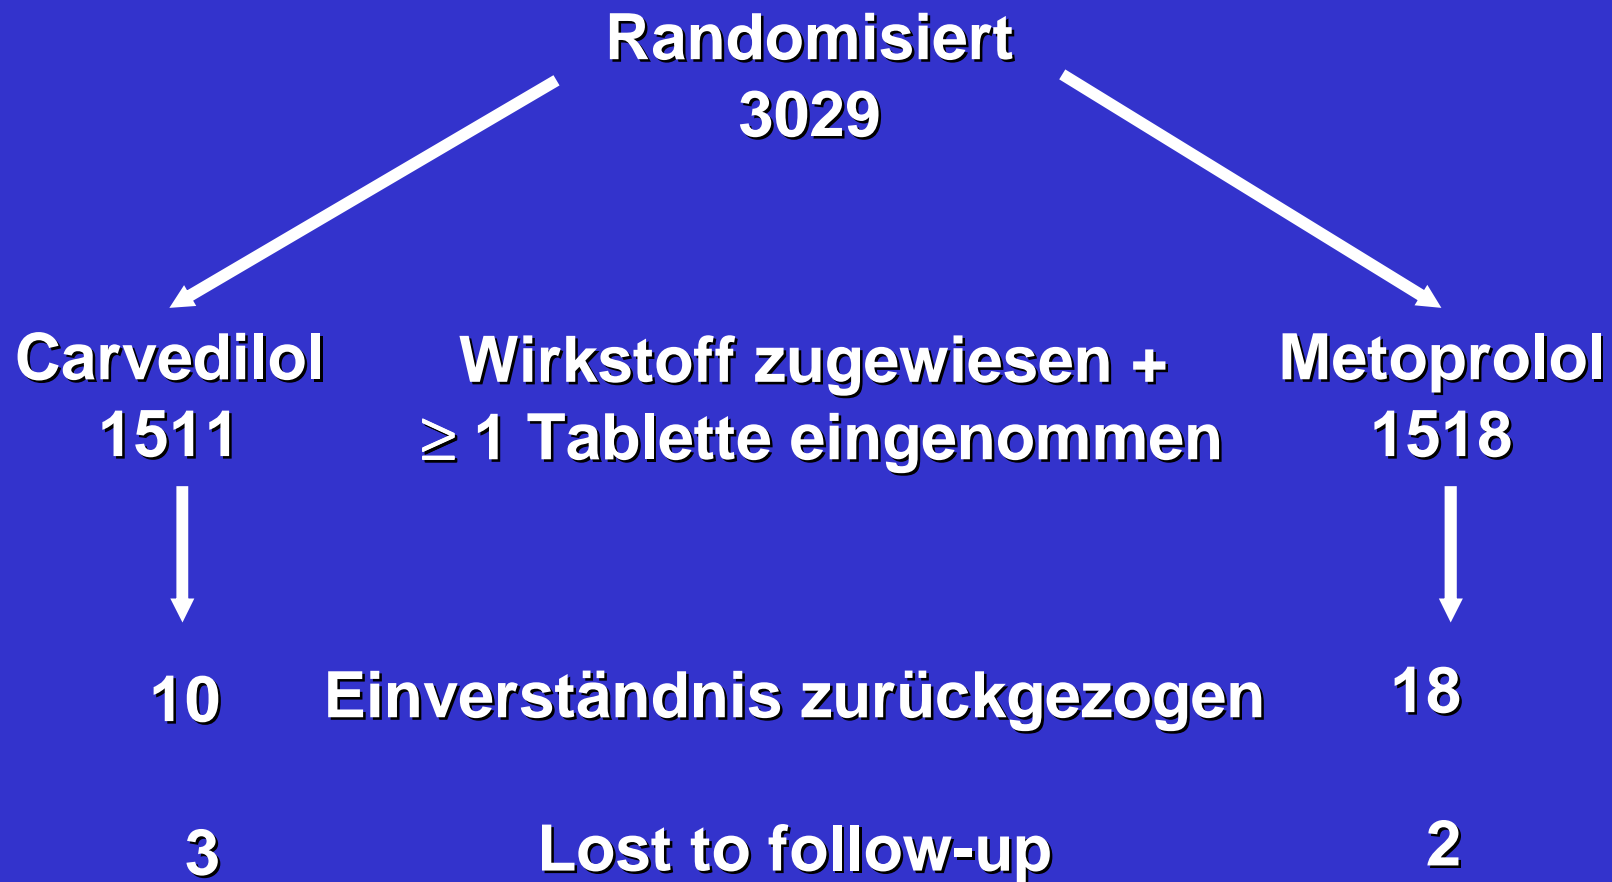 Randomisiert
3029
Carvedilol Wirkstoff zugewiesen + Metoprolol
1511 ≥ 1 Tablette eingenommen 1518
10 Einverständnis zurückgezogen 18
3 Lost to follow-up 2